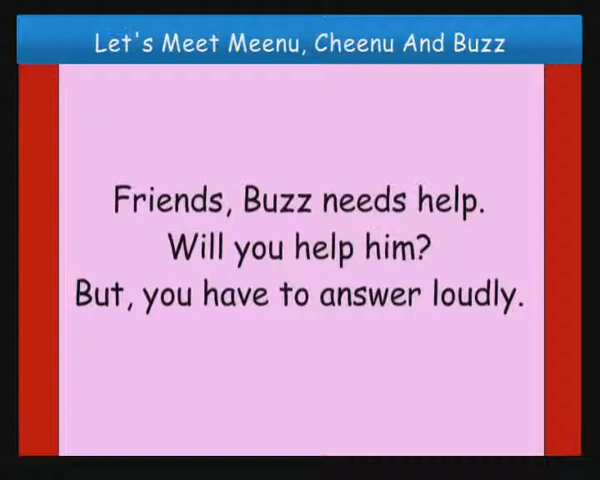 Let's Meet Meenu, Cheenu And Buzz
Friends, Buzz needs help.
Will you help him?
But, you have to answer loudly.